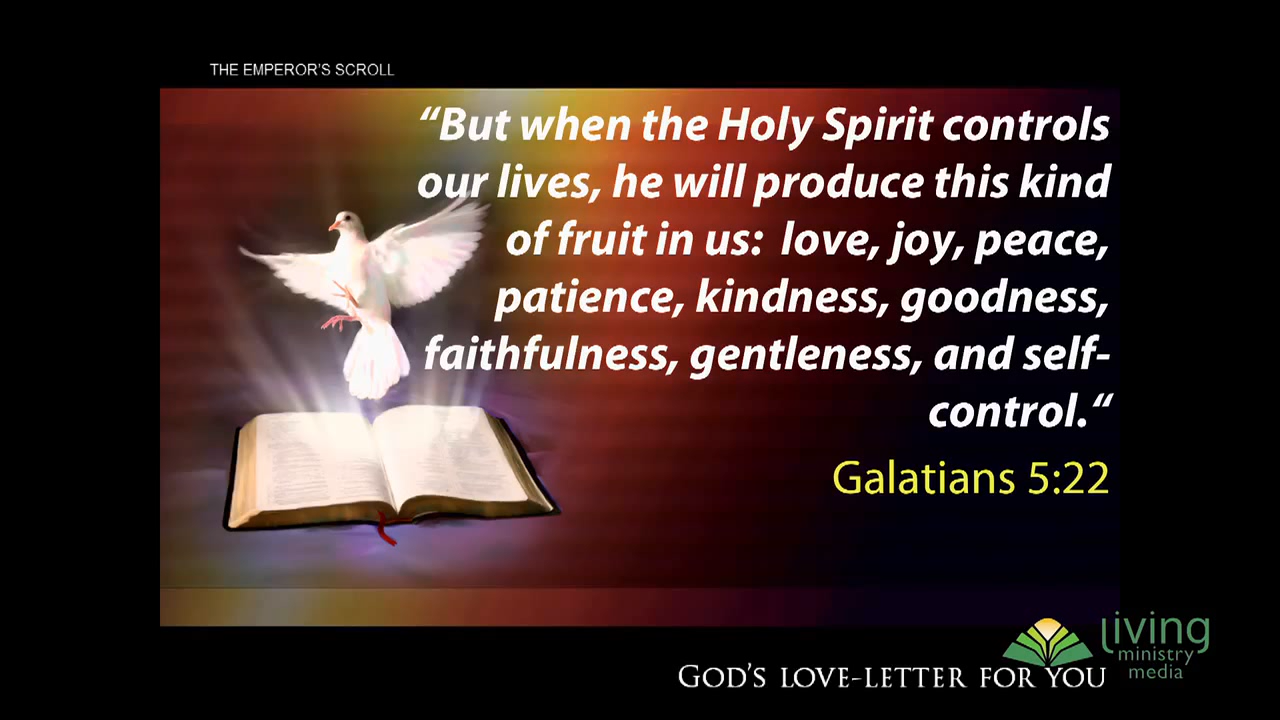 THE EMPEROR'S SCROLL
“But when the Holy Spirit controls
our lives, he will produce this kind
of fruit in us:  love, joy, peace,
patience, kindness, goodness,
faithfulness, gentleness, and self-
control.“
Galatians 5:22
living
ministry
media
GOD'S LOVE-LETTER FOR YOU